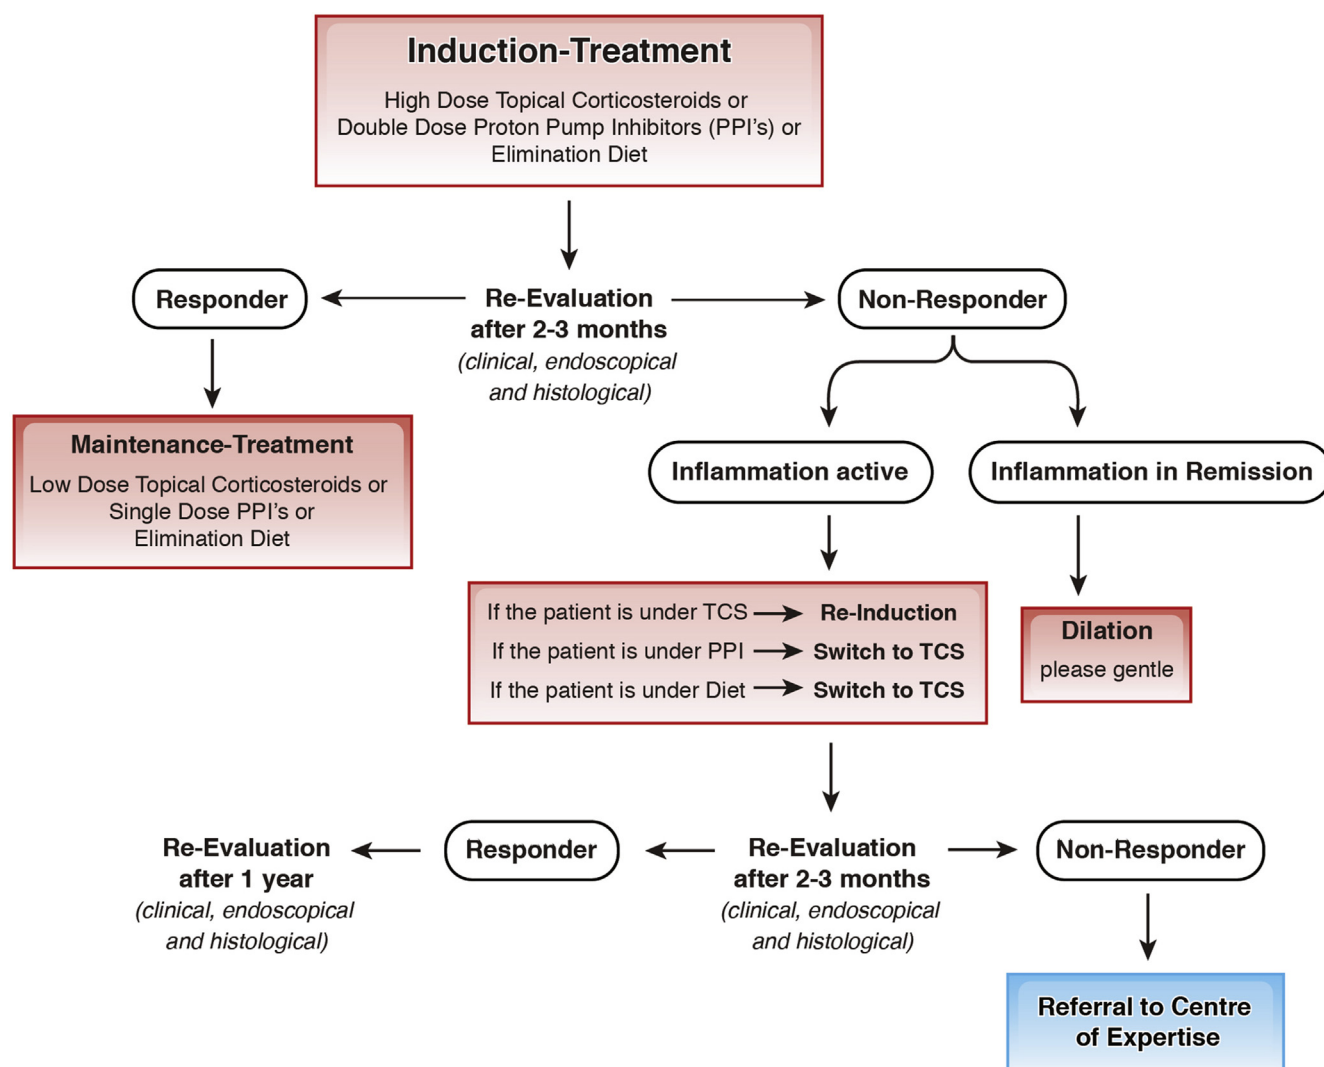 Induction-Treatment
High Dose Topical Corticosteroids or
Double Dose Proton Pump Inhibitors (PPI's) or
Elimination Diet
Responder
Re-Evaluation
after 2-3 months
(clinical, endoscopical
and histological)
Non-Responder
Maintenance-Treatment
Low Dose Topical Corticosteroids or
Single Dose PPI's or
Elimination Diet
Inflammation active
Inflammation in Remission
If the patient is under TCS Re-Induction
If the patient is under PPI Switch to TCS
If the patient is under Diet Switch to TCS
Dilation
please gentle
Re-Evaluation
after 1 year
(clinical, endoscopical
and histological)
Responder
Re-Evaluation
after 2-3 months
(clinical, endoscopical
and histological)
Non-Responder
Referral to Centre
of Expertise